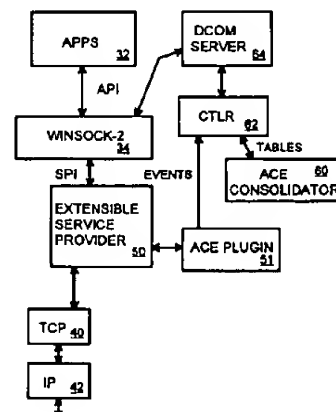 APPS
32
DCOM
SERVER
64
API
CTLR
62
WINSOCK-2
34
TABLES
SPI
EVENTS
ACE 60
CONSOLIDATOR
EXTENSIBLE
SERVICE
PROVIDER
50
ACE PLUGIN
51
TCP
40
IP
42